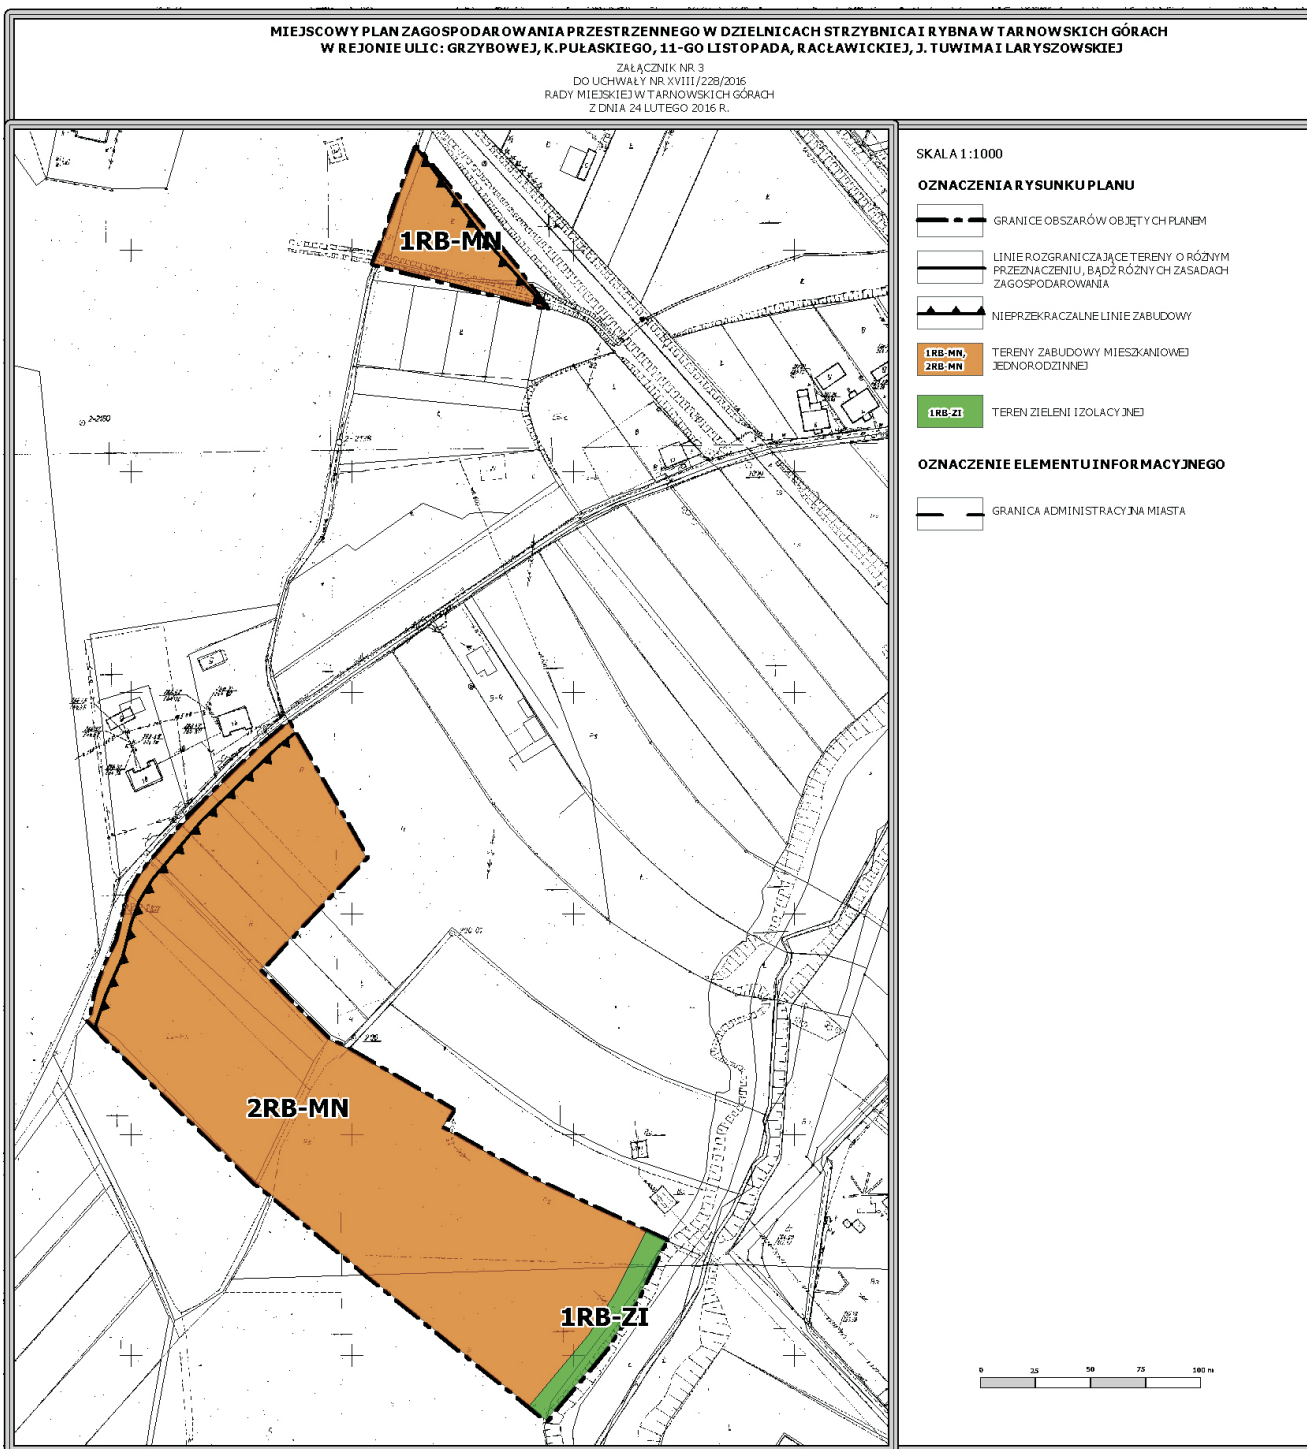 MIEJSCOWY PLAN ZAGOSPODAROWANIA PRZESTRZENNEGO W DZIELNICACH STRZYBNICA I RYBNA W TARNOWSKICH GÓRACH
W REJONIE ULIC: GRZYBOWEJ, K.PUŁASKIEGO, 11-GO LISTOPADA, RACŁAWICKIEJ, J. TUWIMA I LARYSZOWSKIEJ
ZAŁĄCZNIK NR 3
DO UCHWAŁY NR XVIII/228/2016
RADY MIEJSKIEJ W TARNOWSKICH GÓRACH
Z DNIA 24 LUTEGO 2016 R.
SKALA 1:1000
OZNACZENIA RYSUNKU PLANU
GRANICE OBSZARÓW OBJĘTYCH PLANEM
LINIE ROZGRANICZAJĄCE TERENY O RÓŻNYM
PRZEZNACZENIU, BĄDŹ RÓŻNYCH ZASADACH
ZAGOSPODAROWANIA
NIEPRZEKRACZALNE LINIE ZABUDOWY
1RB-MN,
2RB-MN
TERENY ZABUDOWY MIESZKANIOWEJ
JEDNORODZINNEJ
1RB-ZI
TEREN ZIELENI IZOLACYJNEJ
OZNACZENIE ELEMENTU INFORMACYJNEGO
GRANICA ADMINISTRACYJNA MIASTA
1RB-MN
2RB-MN
1RB-ZI
0 25 50 75 100 m